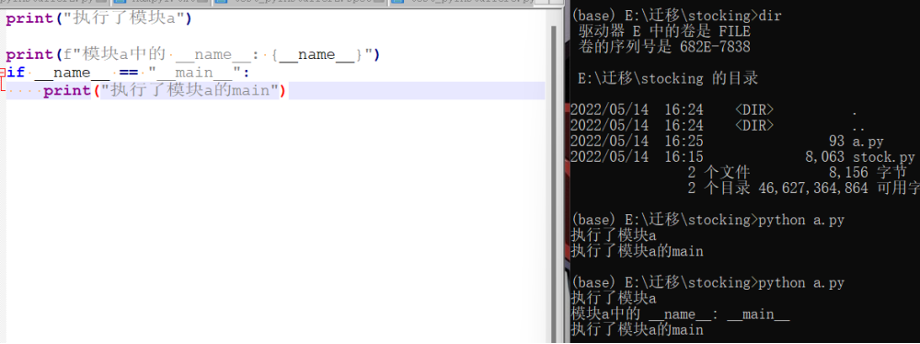 print("执行了模块a")
print(f"模块a中的 __name__: {__name__}")
if __name__ == "__main__":
print("执行了模块a的main")
(base) E:\迁移\stocking>dir
驱动器 E 中的卷是 FILE
卷的序列号是 682E-7838
E:\迁移\stocking 的目录
2022/05/14 16:24 <DIR> .
2022/05/14 16:24 <DIR> ..
2022/05/14 16:25 93 a.py
2022/05/14 16:15 8,063 stock.py
2 个文件 8,156 字节
2 个目录 46,627,364,864 可用字
(base) E:\迁移\stocking>python a.py
执行了模块a
执行了模块a的main
(base) E:\迁移\stocking>python a.py
执行了模块a
模块a中的 __name__: __main__
执行了模块a的main